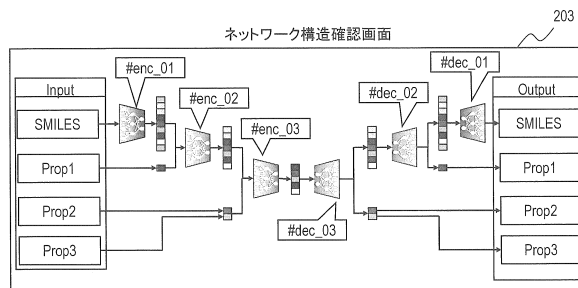 203
ネットワーク構造確認画面
#enc_01
#enc_02
#enc_03
#dec_03
#dec_02
#dec_01
Input
SMILES
Prop1
Prop2
Prop3
Output
SMILES
Prop1
Prop2
Prop3